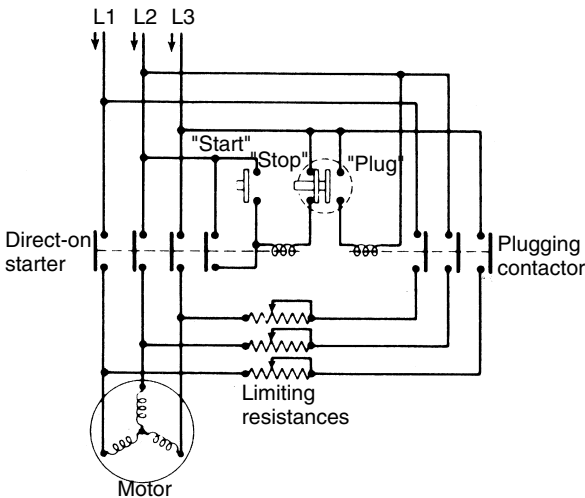 L1 L2 L3
"Start"
"Stop"
"Plug"
Direct-on
starter
Plugging
contactor
Limiting
resistances
Motor